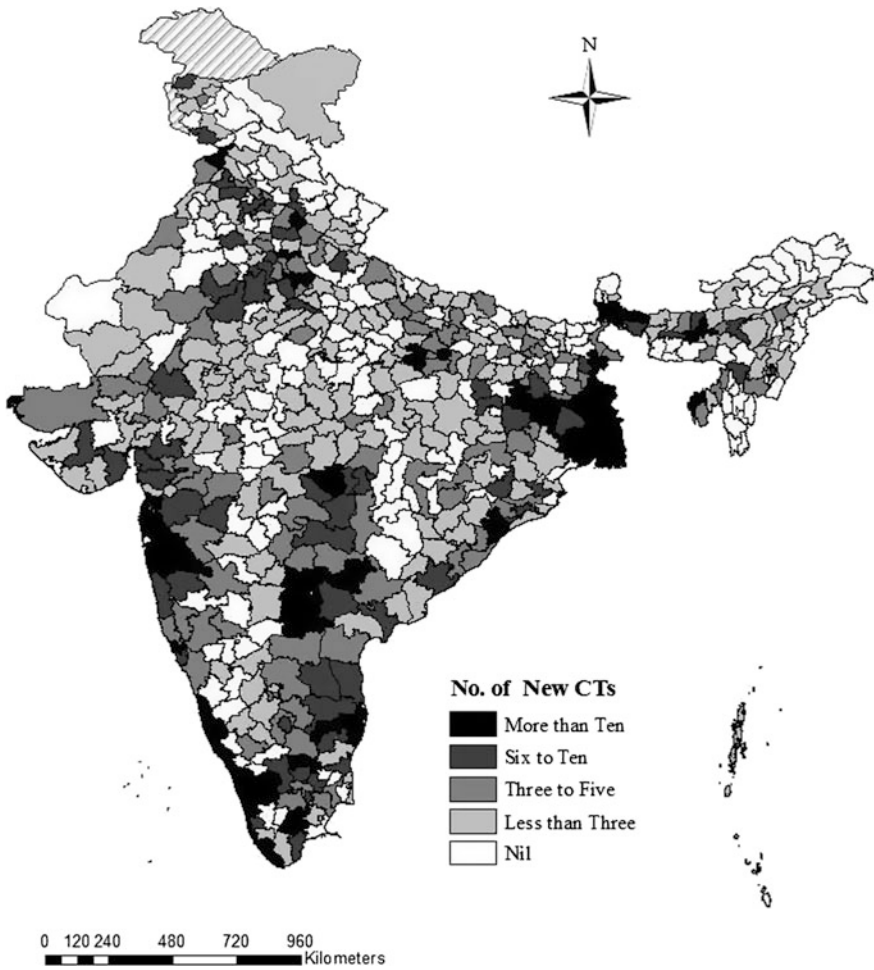 N
No. of New CTs
More than Ten
Six to Ten
Three to Five
Less than Three
Nil
0 120 240 480 720 960
Kilometers